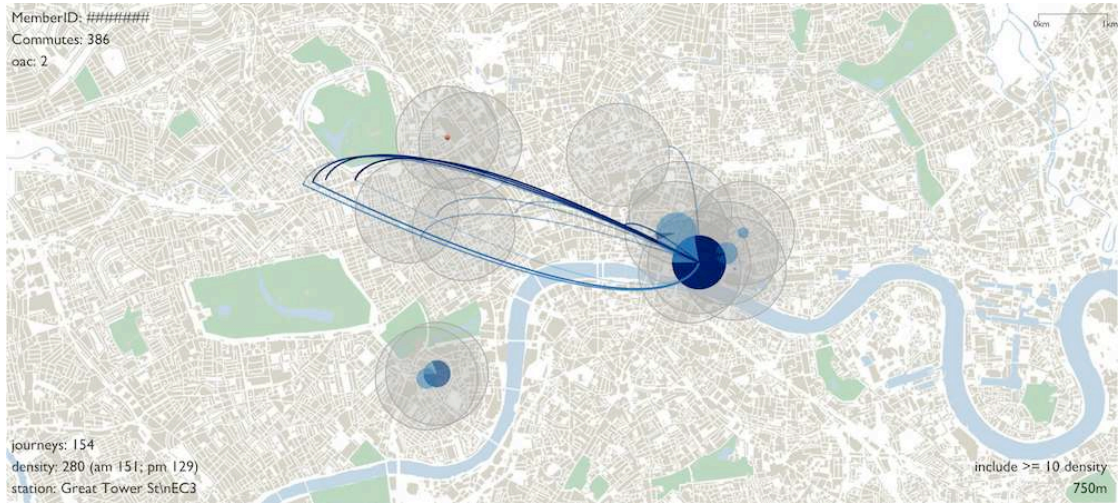 MemberID: #######
Commutes: 386
oac: 2
0km 1km
journeys: 154
density: 280 (am 151; pm 129)
station: Great Tower St\nEC3
include >= 10 density
750m